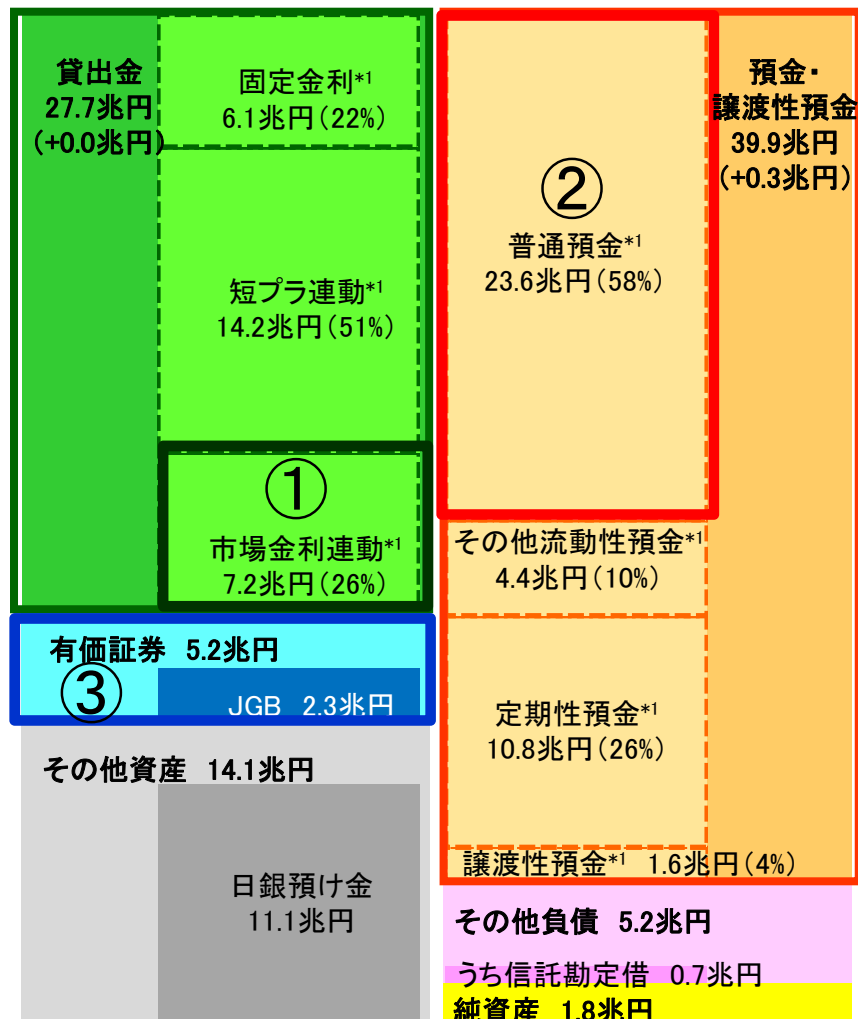 貸出金
27.7兆円
(+0.0兆円)
固定金利*1
6.1兆円(22%)
短プラ連動*1
14.2兆円(51%)
①
市場金利連動*1
7.2兆円(26%)
有価証券 5.2兆円
③
JGB 2.3兆円
その他資産 14.1兆円
日銀預け金
11.1兆円
預金・
譲渡性預金
39.9兆円
(+0.3兆円)
②
普通預金*1
23.6兆円(58%)
その他流動性預金*1
4.4兆円(10%)
定期性預金*1
10.8兆円(26%)
譲渡性預金*1 1.6兆円(4%)
その他負債 5.2兆円
うち信託勘定借 0.7兆円
純資産 1.8兆円